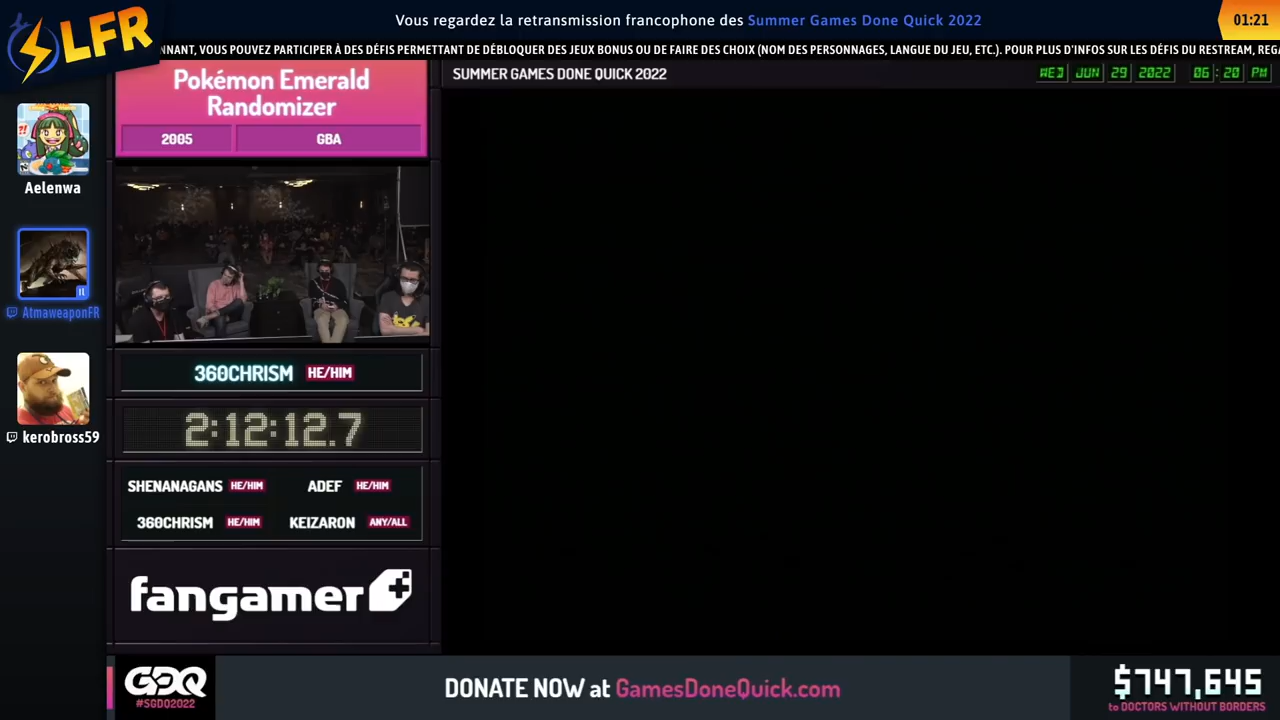 LFR
Vous regardez la retransmission francophone des Summer Games Done Quick 2022
01:21
NNANT, VOUS POUVEZ PARTICIPER À DES DÉFIS PERMETTANT DE DÉBLOQUER DES JEUX BONUS OU DE FAIRE DES CHOIX (NOM DES PERSONNAGES, LANGUE DU JEU, ETC.). POUR PLUS D'INFOS SUR LES DÉFIS DU RESTREAM, REGA
Pokémon Emerald
Randomizer
2005 GBA
SUMMER GAMES DONE QUICK 2022
WED JUN 29 2022 06:20 PM
Aelenwa
AtmaweaponFR
kerobross59
360CHRISM HE/HIM
2:12:12.7
SHENANAGANS HE/HIM ADEF HE/HIM
360CHRISM HE/HIM KEIZARON ANY/ALL
fangamer
GDQ
#SGDQ2022
DONATE NOW at GamesDoneQuick.com
$747,645
to DOCTORS WITHOUT BORDERS